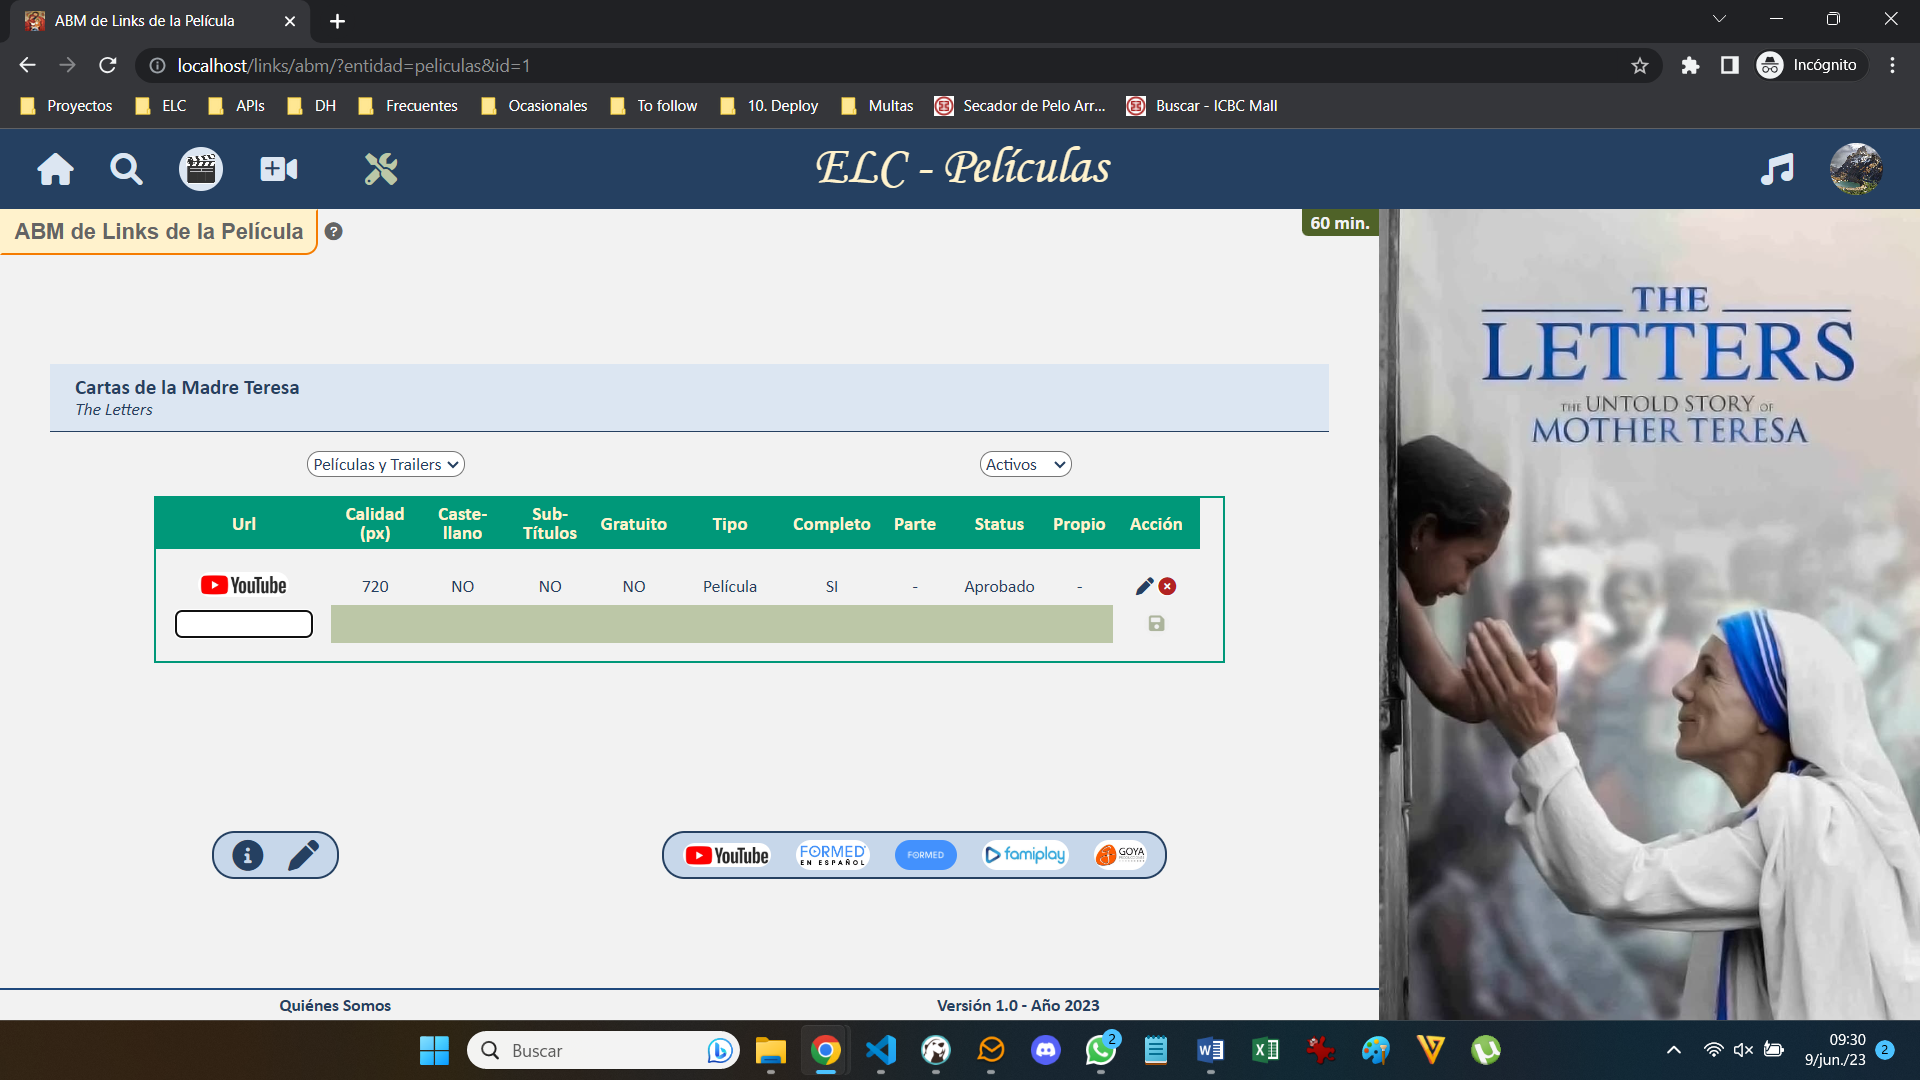 ABM de Links de la Película
localhost/links/abm/?entidad=peliculas&id=1
Incógnito
Proyectos ELC APIs DH Frecuentes Ocasionales To follow 10. Deploy Multas Secador de Pelo Arr... Buscar - ICBC Mall
ELC - Películas
ABM de Links de la Película ?
60 min.
THE
LETTERS
THE UNTOLD STORY OF
MOTHER TERESA
Cartas de la Madre Teresa
The Letters
Películas y Trailers
Activos
Url Calidad (px) Caste-llano Sub-Títulos Gratuito Tipo Completo Parte Status Propio Acción
YouTube 720 NO NO NO Película SI - Aprobado -
YouTube FORMED EN ESPAÑOL FORMED famiplay GOYA
Quiénes Somos
Versión 1.0 - Año 2023
Buscar
2
09:30
9/jun./23
2